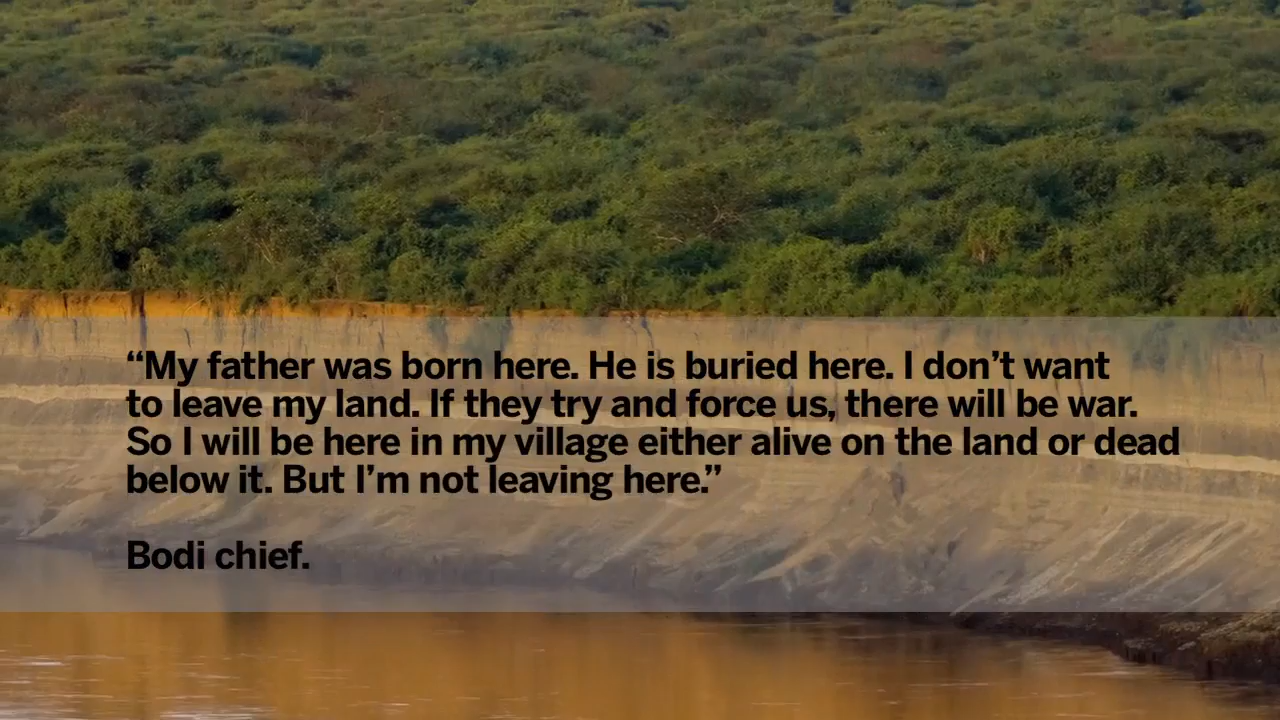 “My father was born here. He is buried here. I don’t want
to leave my land. If they try and force us, there will be war.
So I will be here in my village either alive on the land or dead
below it. But I’m not leaving here.”
Bodi chief.